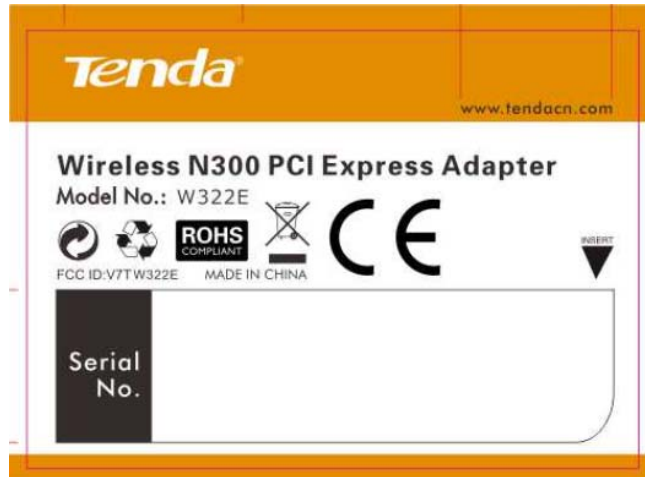 Tenda
www.tendacn.com
Wireless N300 PCI Express Adapter
Model No.: W322E
ROHS
COMPLIANT
CE
INSERT
FCC ID:V7TW322E MADE IN CHINA
Serial
No.